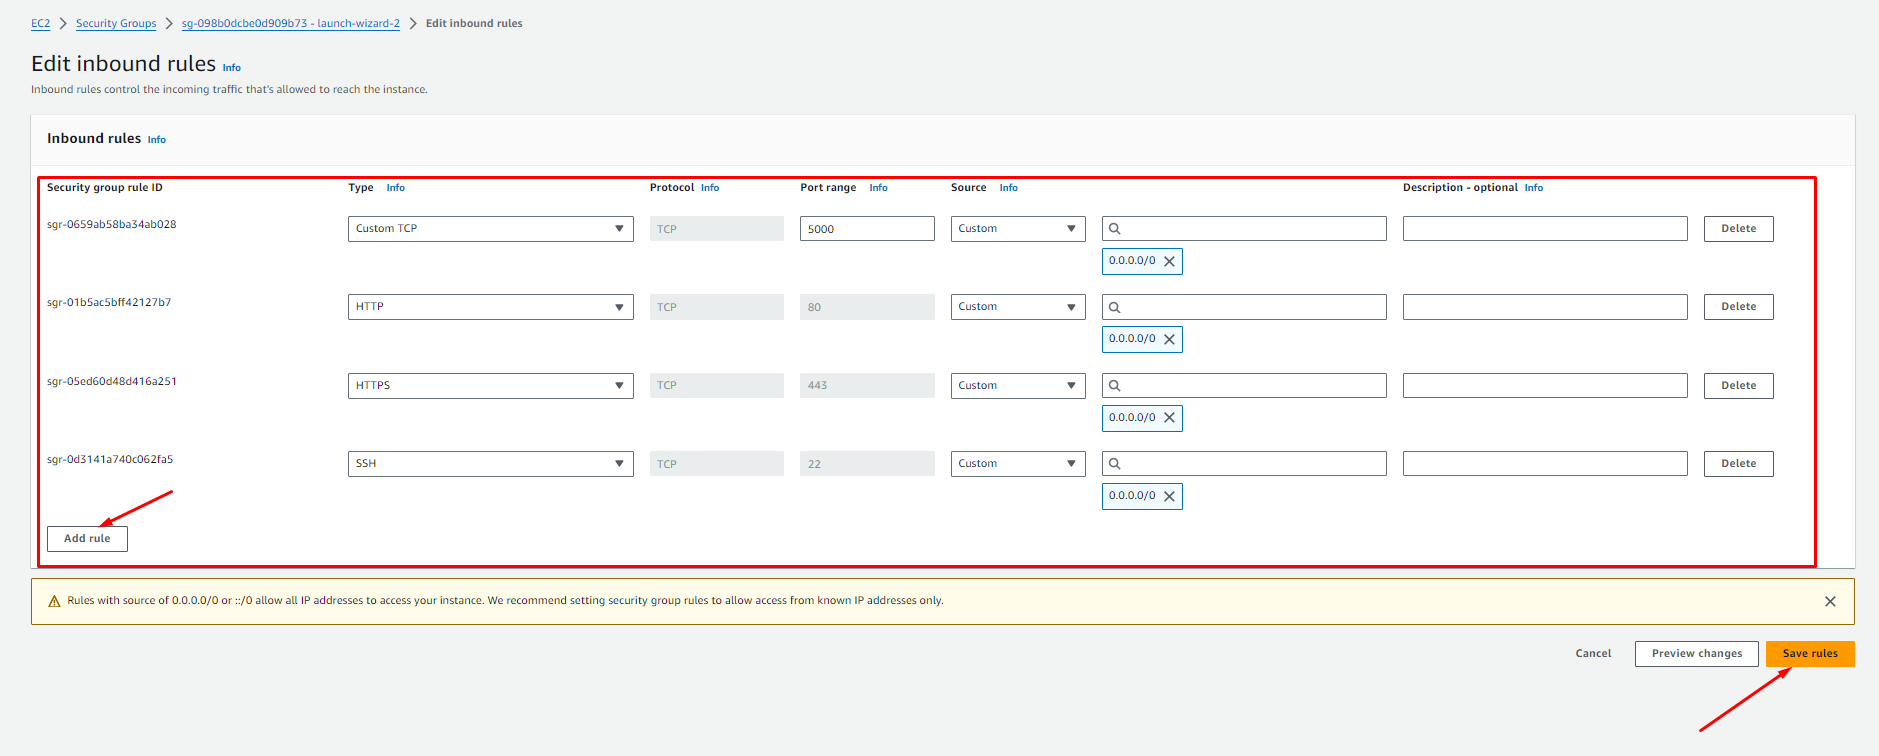 EC2 > Security Groups > sg-098b0dcbe0d909b73 - launch-wizard-2 > Edit inbound rules
Edit inbound rules Info
Inbound rules control the incoming traffic that's allowed to reach the instance.
Inbound rules Info
Security group rule ID Type Info Protocol Info Port range Info Source Info Description - optional Info
sgr-0659ab58ba34ab028 Custom TCP TCP 5000 Custom Delete
0.0.0.0/0
sgr-01b5ac5bff42127b7 HTTP TCP 80 Custom Delete
0.0.0.0/0
sgr-05ed60d48d416a251 HTTPS TCP 443 Custom Delete
0.0.0.0/0
sgr-0d3141a740c062fa5 SSH TCP 22 Custom Delete
0.0.0.0/0
Add rule
Rules with source of 0.0.0.0/0 or ::/0 allow all IP addresses to access your instance. We recommend setting security group rules to allow access from known IP addresses only.
Cancel Preview changes Save rules